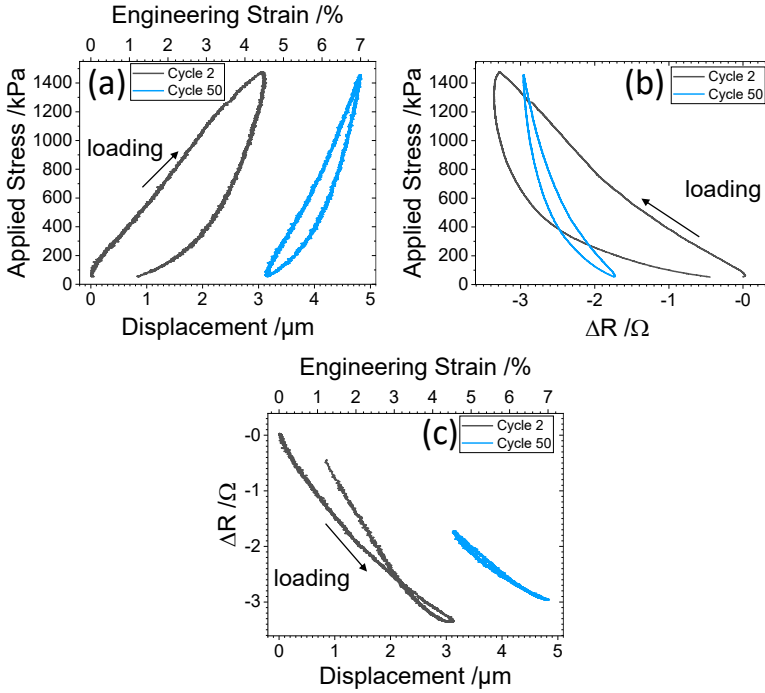 Engineering Strain /%
0 1 2 3 4 5 6 7
(a)
Cycle 2
Cycle 50
loading
Applied Stress /kPa
1400
1200
1000
800
600
400
200
0
0 1 2 3 4 5
Displacement /µm
(b)
Cycle 2
Cycle 50
loading
Applied Stress /kPa
1400
1200
1000
800
600
400
200
0
-3 -2 -1 -0
ΔR /Ω
Engineering Strain /%
0 1 2 3 4 5 6 7
(c)
Cycle 2
Cycle 50
loading
ΔR /Ω
-0
-1
-2
-3
0 1 2 3 4 5
Displacement /µm